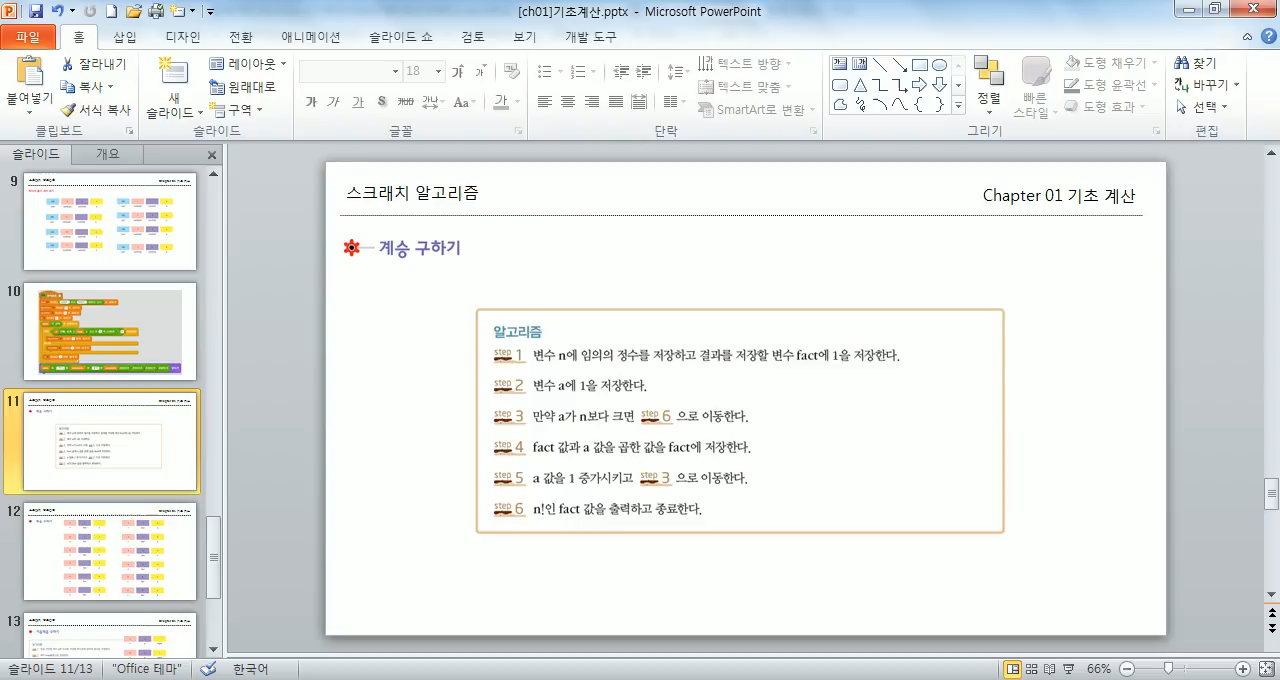 [ch01]기초계산.pptx - Microsoft PowerPoint
파일 홈 삽입 디자인 전환 애니메이션 슬라이드 쇼 검토 보기 개발 도구
붙여넣기
잘라내기
복사
서식 복사
클립보드
새 슬라이드
레이아웃
원래대로
구역
슬라이드
18
가 가 가 S 가나 Aa 가
글꼴
텍스트 방향
텍스트 맞춤
SmartArt로 변환
단락
정렬
빠른 스타일
도형 채우기
도형 윤곽선
도형 효과
그리기
찾기
바꾸기
선택
편집
슬라이드 개요
9
10
11
12
13
스크래치 알고리즘
Chapter 01 기초 계산
계승 구하기
알고리즘
step 1 변수 n에 임의의 정수를 저장하고 결과를 저장할 변수 fact에 1을 저장한다.
step 2 변수 a에 1을 저장한다.
step 3 만약 a가 n보다 크면 step 6 으로 이동한다.
step 4 fact 값과 a 값을 곱한 값을 fact에 저장한다.
step 5 a 값을 1 증가시키고 step 3 으로 이동한다.
step 6 n!인 fact 값을 출력하고 종료한다.
슬라이드 11/13 "Office 테마" 한국어 66%